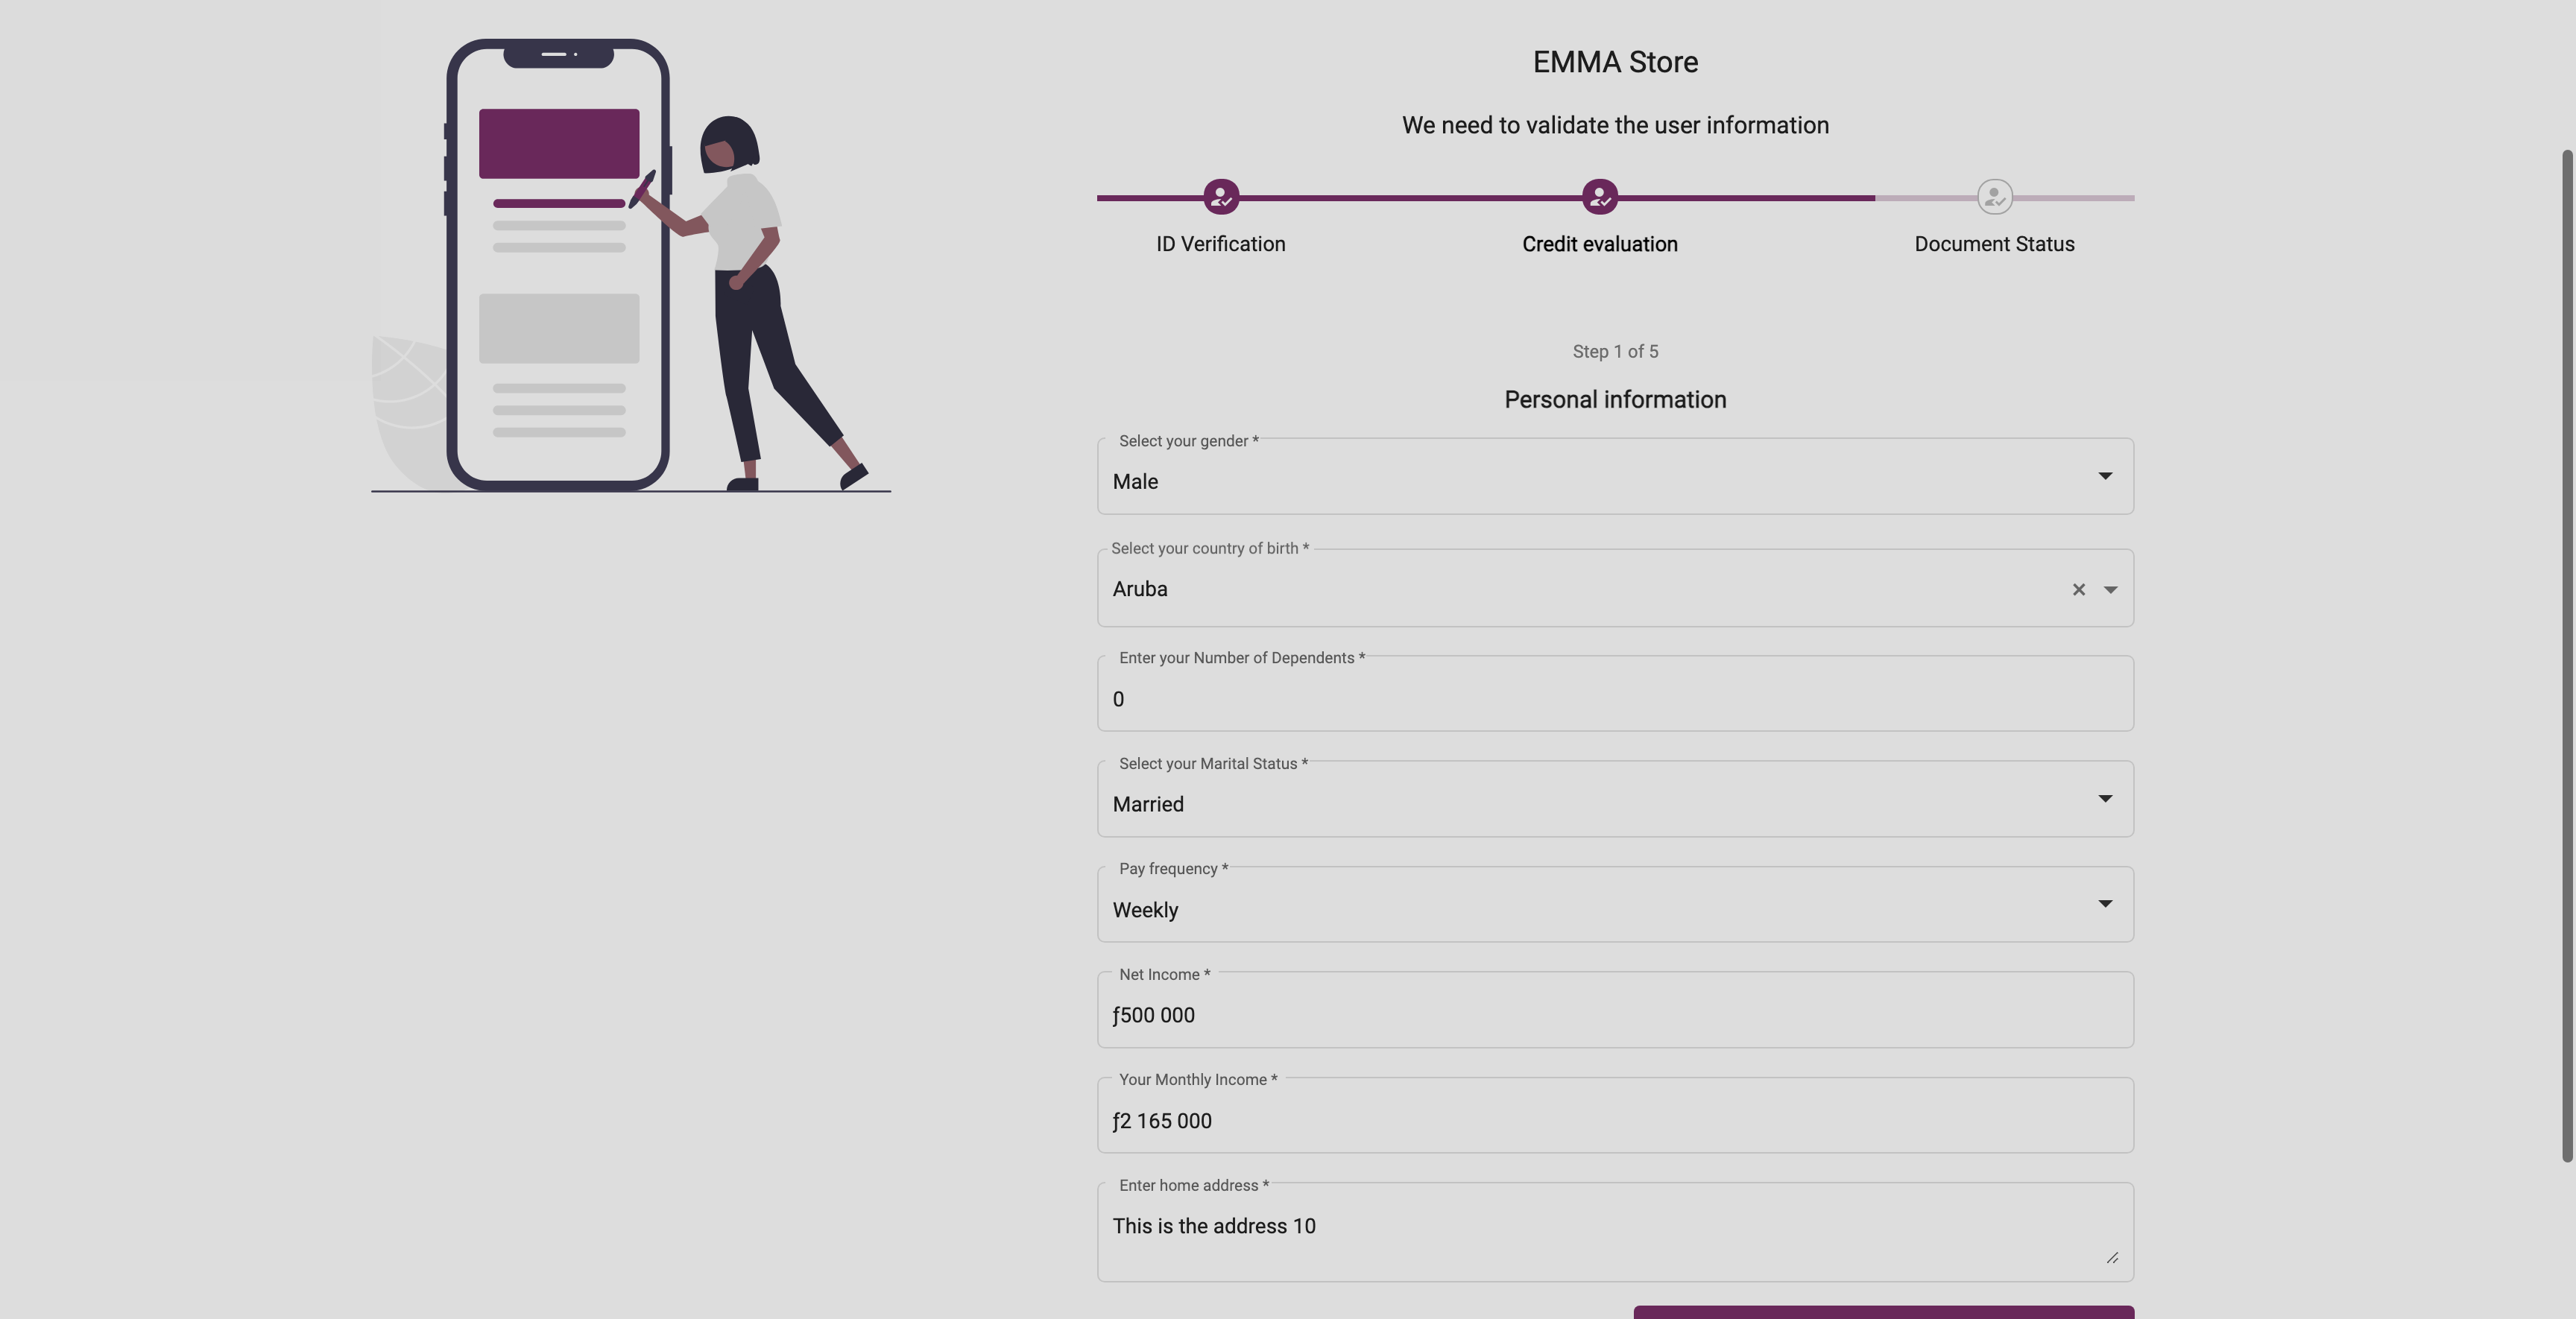 EMMA Store
We need to validate the user information
ID Verification
Credit evaluation
Document Status
Step 1 of 5
Personal information
Select your gender *
Male
Select your country of birth *
Aruba
Enter your Number of Dependents *
0
Select your Marital Status *
Married
Pay frequency *
Weekly
Net Income *
ƒ500 000
Your Monthly Income *
ƒ2 165 000
Enter home address *
This is the address 10